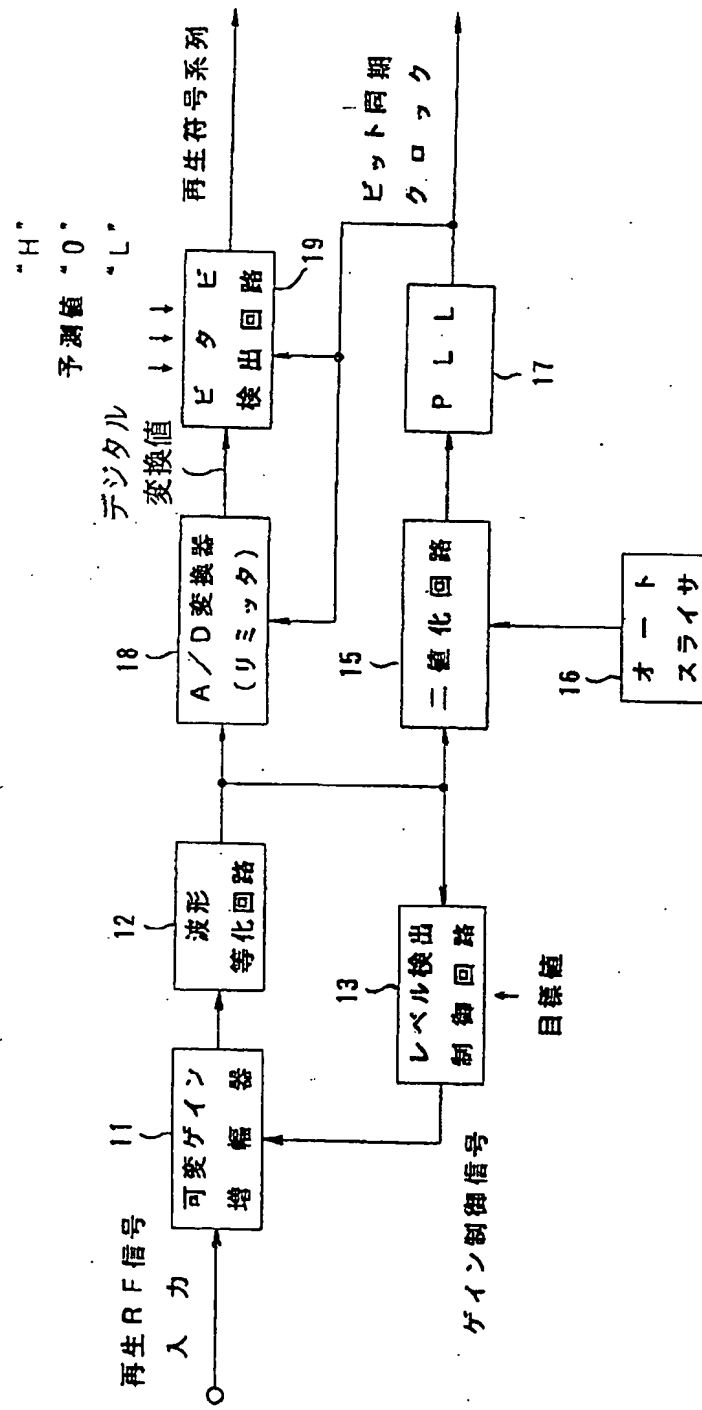 再生RF信号
入力
11
可変ゲイン
増幅器
12
波形
等化回路
18
A/D変換器
(リミッタ)
デジタル
変換値
予測値
"H"
"0"
"L"
↓ ↓ ↓
ビタビ
検出回路
19
再生符号系列
ゲイン制御信号
13
レベル検出
制御回路
↑
目標値
15
二値化回路
16
オート
スライサ
PLL
17
ビット同期
クロック